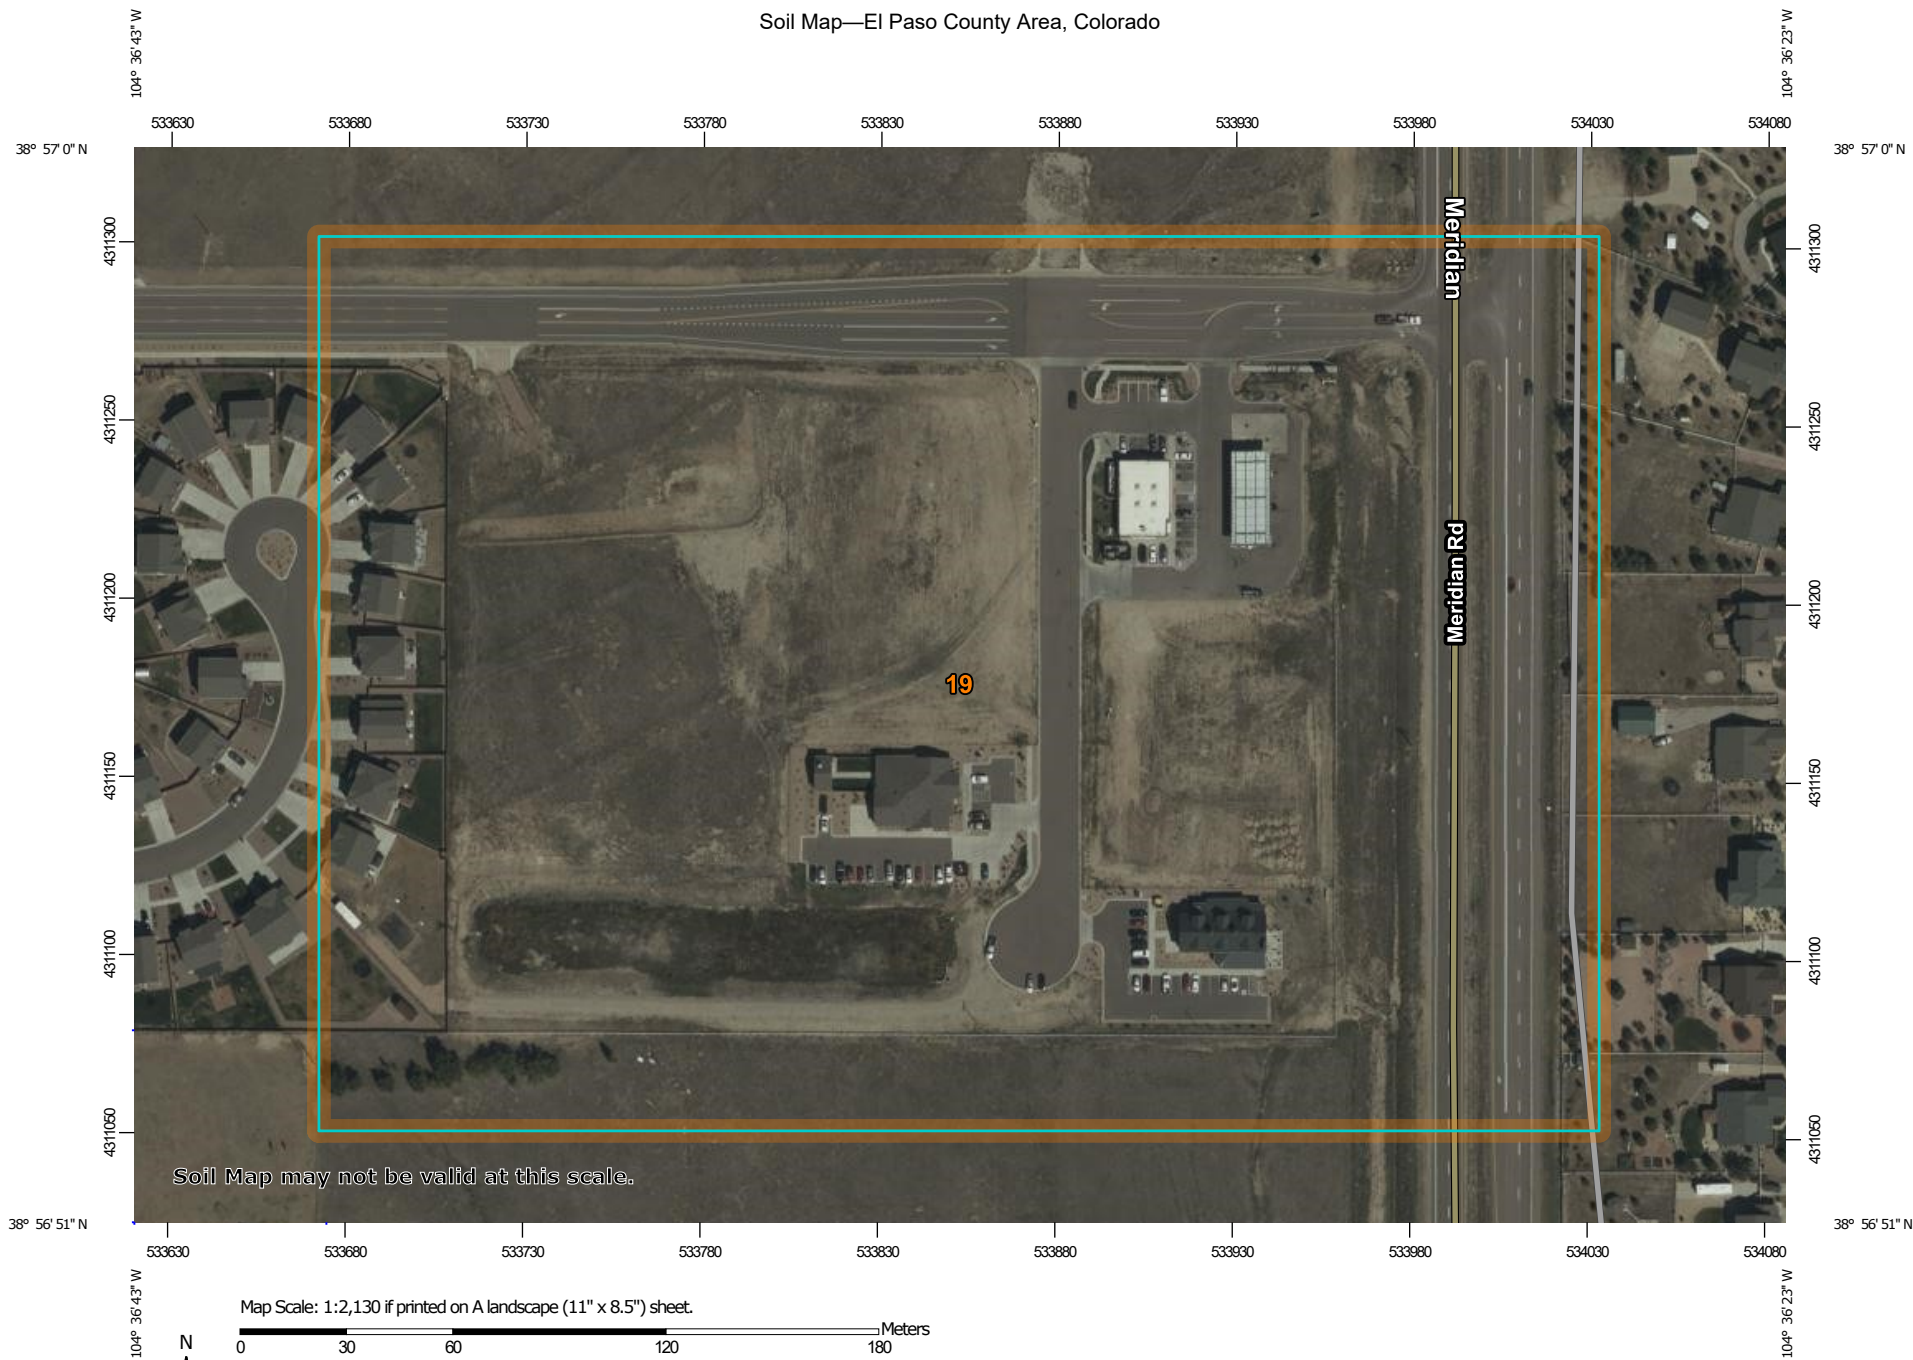 Soil Map—El Paso County Area, Colorado
104° 36' 43" W
104° 36' 23" W
533630 533680 533730 533780 533830 533880 533930 533980 534030 534080
38° 57' 0" N
38° 57' 0" N
4311300
4311250
4311200
4311150
4311100
4311050
Meridian
Meridian Rd
19
4311300
4311250
4311200
4311150
4311100
4311050
Soil Map may not be valid at this scale.
38° 56' 51" N
38° 56' 51" N
533630 533680 533730 533780 533830 533880 533930 533980 534030 534080
104° 36' 43" W
104° 36' 23" W
Map Scale: 1:2,130 if printed on A landscape (11" x 8.5") sheet.
N
Meters
0 30 60 120 180